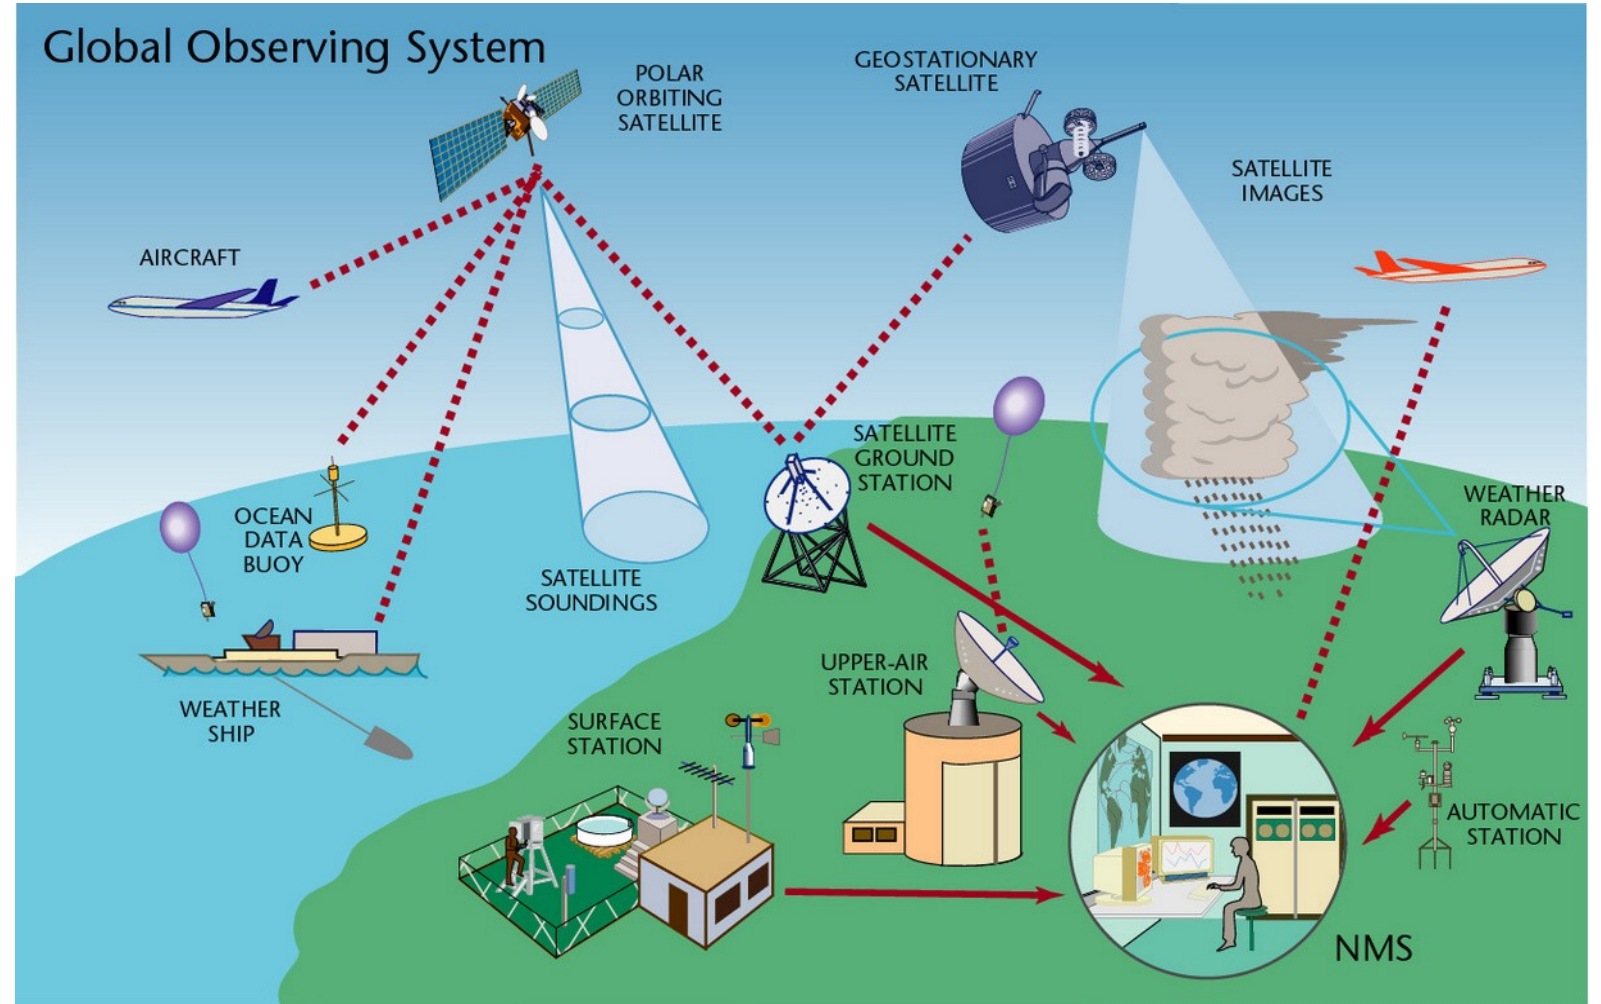 Global Observing System
POLAR
ORBITING
SATELLITE
GEOSTATIONARY
SATELLITE
SATELLITE
IMAGES
AIRCRAFT
OCEAN
DATA
BUOY
SATELLITE
SOUNDINGS
SATELLITE
GROUND
STATION
WEATHER
RADAR
WEATHER
SHIP
SURFACE
STATION
UPPER-AIR
STATION
AUTOMATIC
STATION
NMS